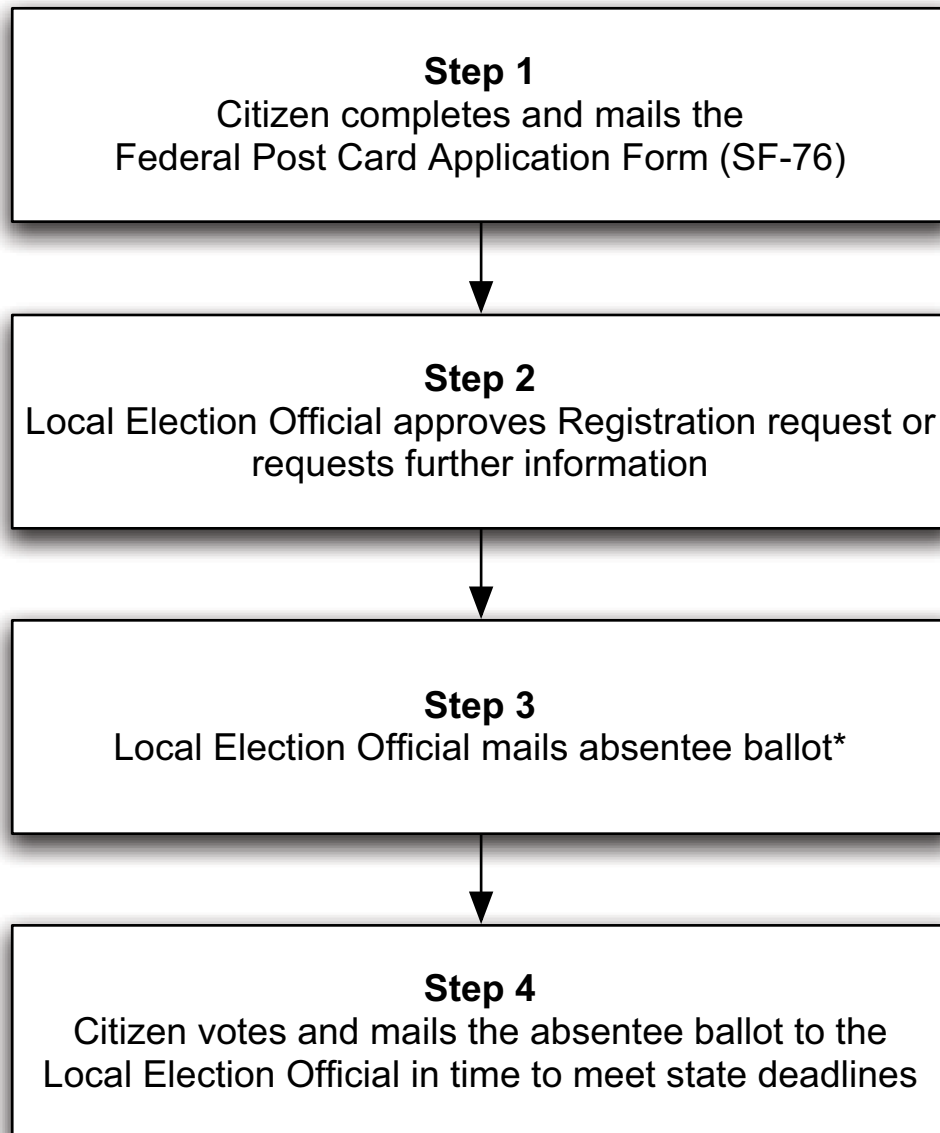 Step 1
Citizen completes and mails the
Federal Post Card Application Form (SF-76)
Step 2
Local Election Official approves Registration request or
requests further information
Step 3
Local Election Official mails absentee ballot*
Step 4
Citizen votes and mails the absentee ballot to the
Local Election Official in time to meet state deadlines